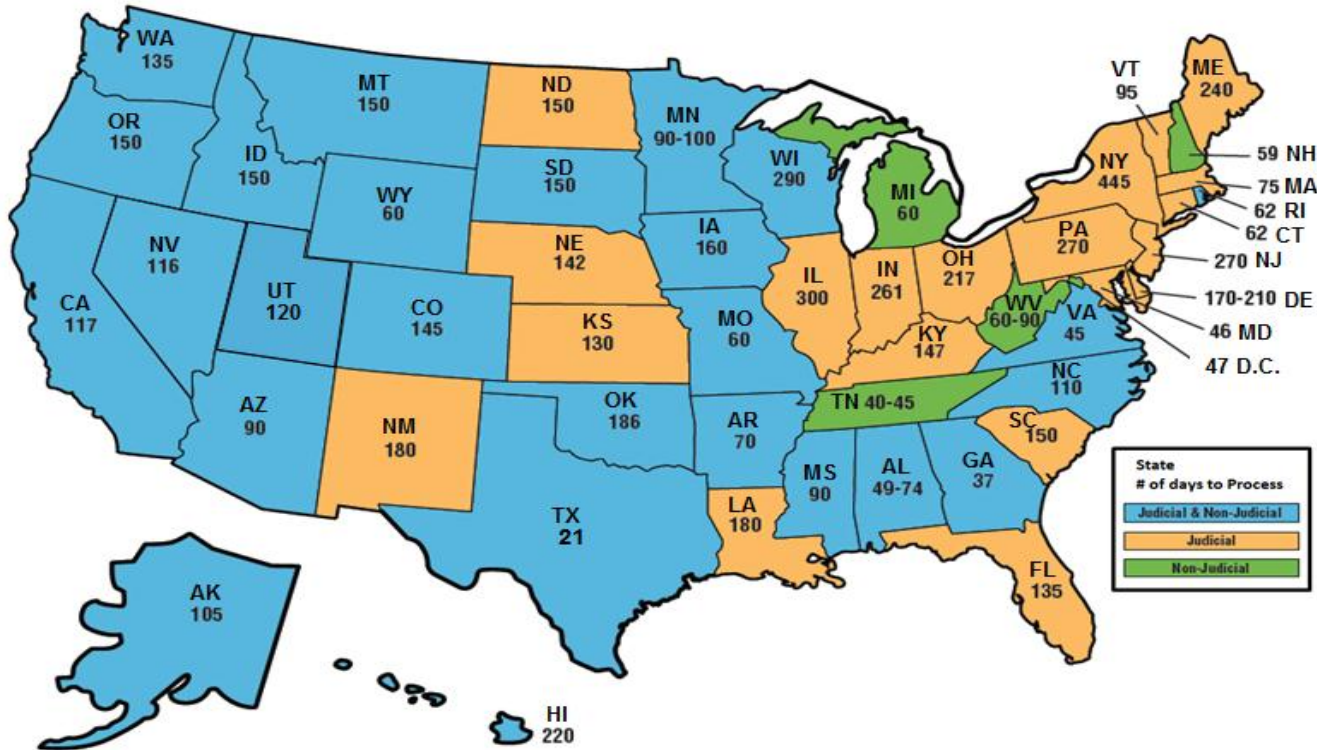 WA
135
OR
150
ID
150
MT
150
WY
60
NV
116
CA
117
UT
120
CO
145
AZ
90
NM
180
ND
150
SD
150
NE
142
KS
130
OK
186
TX
21
MN
90-100
IA
160
MO
60
AR
70
LA
180
WI
290
MI
60
IL
300
IN
261
OH
217
KY
147
TN 40-45
MS
90
AL
49-74
GA
37
FL
135
SC
150
NC
110
VA
45
WV
60-90
PA
270
NY
445
VT
95
ME
240
59 NH
75 MA
62 RI
62 CT
270 NJ
170-210 DE
46 MD
47 D.C.
AK
105
HI
220
State
# of days to Process
Judicial & Non-Judicial
Judicial
Non-Judicial